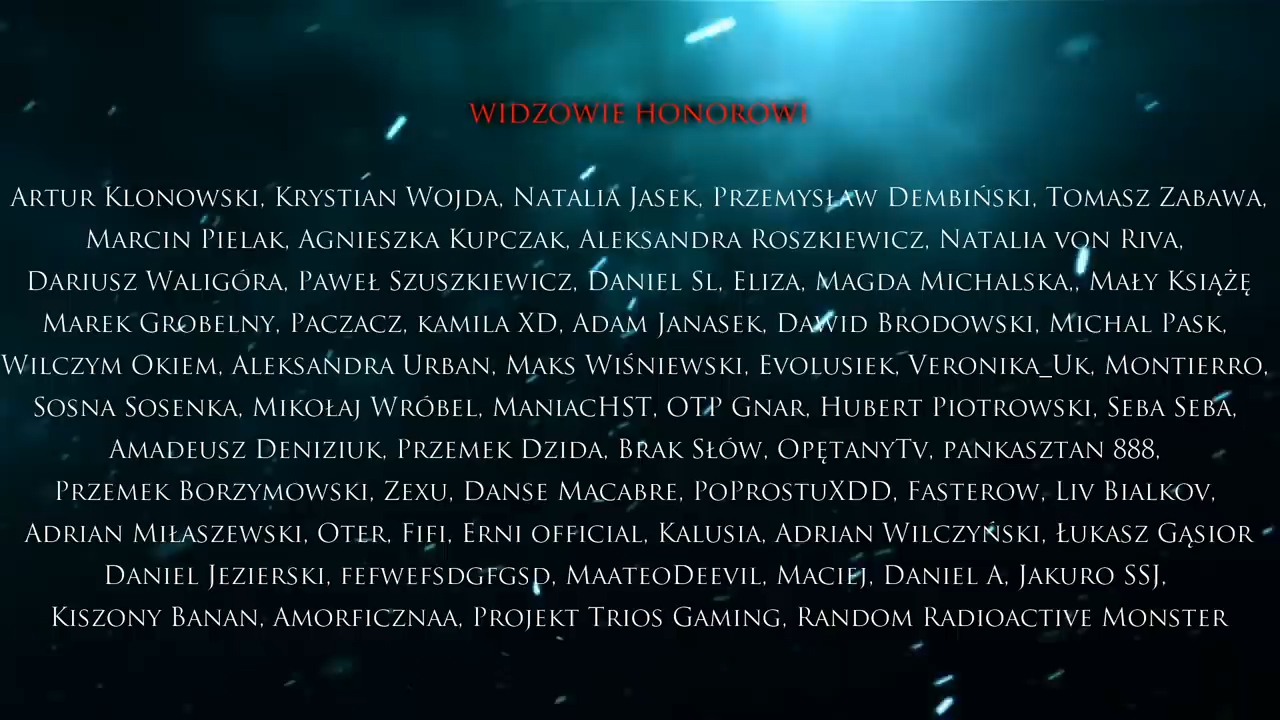 WIDZOWIE HONOROWI
Artur Klonowski, Krystian Wojda, Natalia Jasek, Przemysław Dembiński, Tomasz Zabawa,
Marcin Pielak, Agnieszka Kupczak, Aleksandra Roszkiewicz, Natalia von Riva,
Dariusz Waligóra, Paweł Szuszkiewicz, Daniel Sl, Eliza, Magda Michalska,, Mały Książę
Marek Grobelny, Paczacz, kamila XD, Adam Janasek, Dawid Brodowski, Michal Pask,
Wilczym Okiem, Aleksandra Urban, Maks Wiśniewski, Evolusiek, Veronika_Uk, Montierro,
Sosna Sosenka, Mikołaj Wróbel, ManiacHST, OTP Gnar, Hubert Piotrowski, Seba Seba,
Amadeusz Deniziuk, Przemek Dzida, Brak Słów, OpętanyTv, pankasztan 888,
Przemek Borzymowski, Zexu, Danse Macabre, PoProstuXDD, Fasterow, Liv Bialkov,
Adrian Miłaszewski, Oter, Fifi, Erni official, Kalusia, Adrian Wilczyński, Łukasz Gąsior
Daniel Jezierski, fefwefsdgfgsd, MaateoDeevil, Maciej, Daniel A, Jakuro SSJ,
Kiszony Banan, Amorficznaa, Projekt Trios Gaming, Random Radioactive Monster